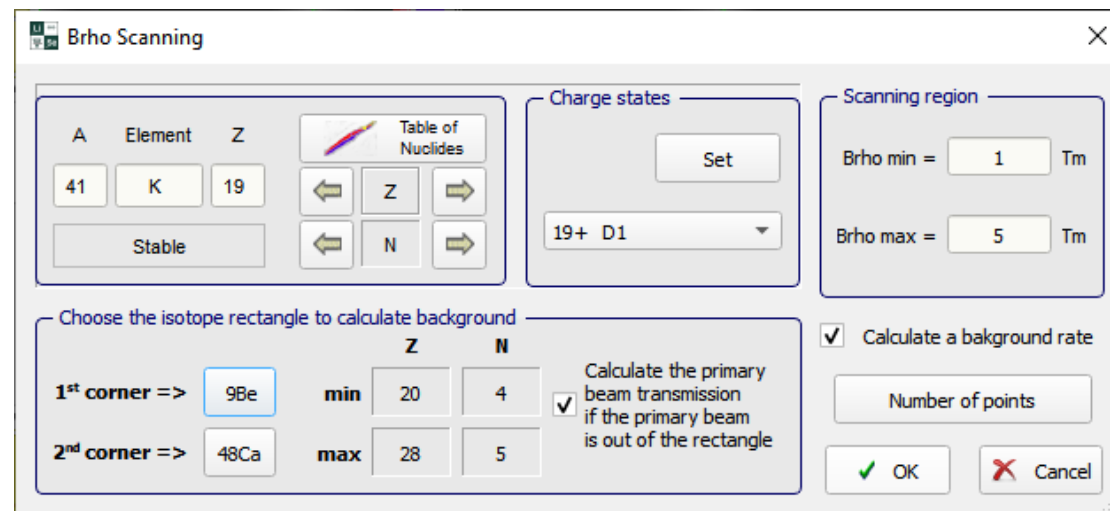 Brho Scanning
A Element Z
41 K 19
Stable
Table of
Nuclides
Z
N
Charge states
Set
19+ D1
Scanning region
Brho min = 1 Tm
Brho max = 5 Tm
Choose the isotope rectangle to calculate background
Z N
1st corner => 9Be min 20 4
2nd corner => 48Ca max 28 5
Calculate the primary
beam transmission
if the primary beam
is out of the rectangle
Calculate a bakground rate
Number of points
OK Cancel